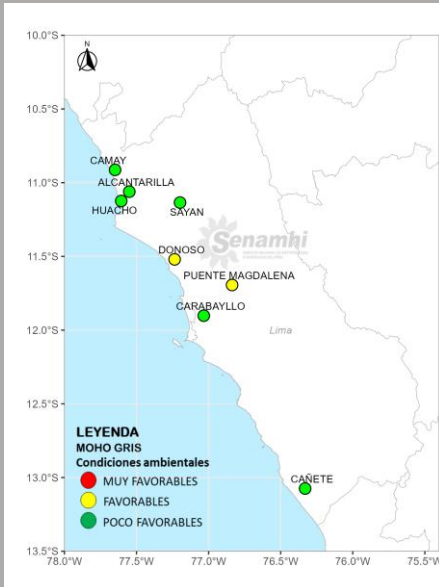 N
10.0°S
10.5°S
CAMAY
11.0°S
ALCANTARILLA
HUACHO
SAYAN
11.5°S
DONOSO
Senamhi
PUENTE MAGDALENA
CARABAYLLO
12.0°S
Lima
12.5°S
LEYENDA
MOHO GRIS
Condiciones ambientales
MUY FAVORABLES
FAVORABLES
POCO FAVORABLES
13.0°S
CAÑETE
13.5°S
78.0°W 77.5°W 77.0°W 76.5°W 76.0°W 75.5°W